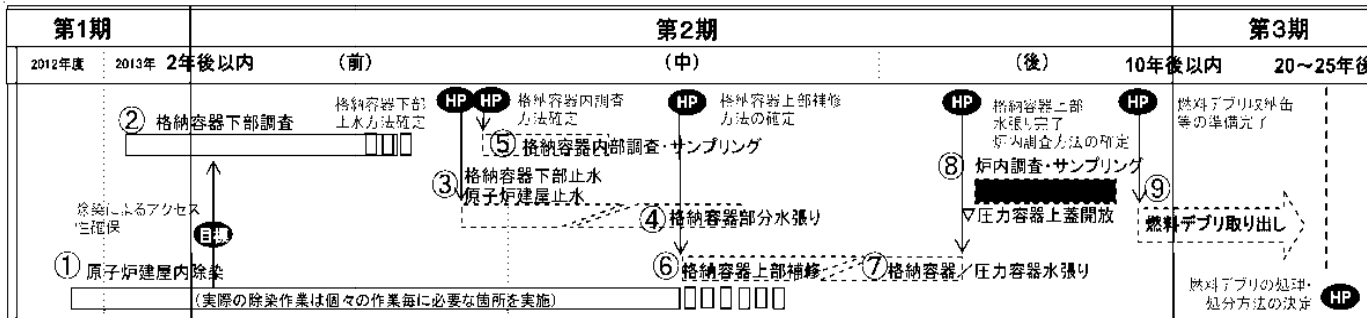 第1期 第2期 第3期
2012年度 2013年 2年後以内 (前) (中) (後) 10年後以内 20～25年後
HP HP HP HP HP
② 格納容器下部調査
格納容器下部
止水方法確定
格納容器内調査
方法確定
格納容器上部補修
方法の確定
格納容器上部
水張り完了
炉内調査方法の確定
燃料デブリ収納缶
等の準備完了
⑤ 格納容器内部調査・サンプリング
⑧ 炉内調査・サンプリング
③ 格納容器下部止水
原子炉建屋止水
④ 格納容器部分水張り
▽圧力容器上蓋開放
⑨
燃料デブリ取り出し
除染によるアクセス
性確保
目標
① 原子炉建屋内除染
⑥ 格納容器上部補修
⑦ 格納容器／圧力容器水張り
(実際の除染作業は個々の作業毎に必要な箇所を実施)
燃料デブリの処理・
処分方法の決定 HP